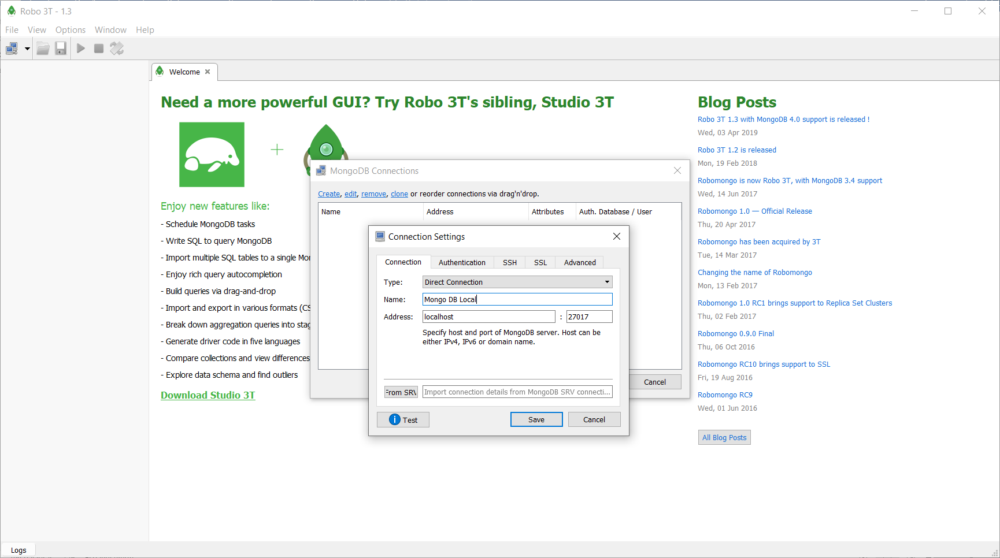 Robo 3T - 1.3
File View Options Window Help
Welcome
Need a more powerful GUI? Try Robo 3T's sibling, Studio 3T
Enjoy new features like:
- Schedule MongoDB tasks
- Write SQL to query MongoDB
- Import multiple SQL tables to a single Mo
- Enjoy rich query autocompletion
- Build queries via drag-and-drop
- Import and export in various formats (CS
- Break down aggregation queries into stag
- Generate driver code in five languages
- Compare collections and view differences
- Explore data schema and find outliers
Download Studio 3T
MongoDB Connections
Create, edit, remove, clone or reorder connections via drag'n'drop.
Name Address Attributes Auth. Database / User
Cancel
Connection Settings
Connection Authentication SSH SSL Advanced
Type: Direct Connection
Name: Mongo DB Local
Address: localhost : 27017
Specify host and port of MongoDB server. Host can be
either IPv4, IPv6 or domain name.
From SRV Import connection details from MongoDB SRV connecti...
Test Save Cancel
Blog Posts
Robo 3T 1.3 with MongoDB 4.0 support is released !
Wed, 03 Apr 2019
Robo 3T 1.2 is released
Mon, 19 Feb 2018
Robomongo is now Robo 3T, with MongoDB 3.4 support
Wed, 14 Jun 2017
Robomongo 1.0 — Official Release
Thu, 20 Apr 2017
Robomongo has been acquired by 3T
Tue, 14 Mar 2017
Changing the name of Robomongo
Mon, 13 Feb 2017
Robomongo 1.0 RC1 brings support to Replica Set Clusters
Thu, 02 Feb 2017
Robomongo 0.9.0 Final
Thu, 06 Oct 2016
Robomongo RC10 brings support to SSL
Fri, 19 Aug 2016
Robomongo RC9
Wed, 01 Jun 2016
All Blog Posts
Logs